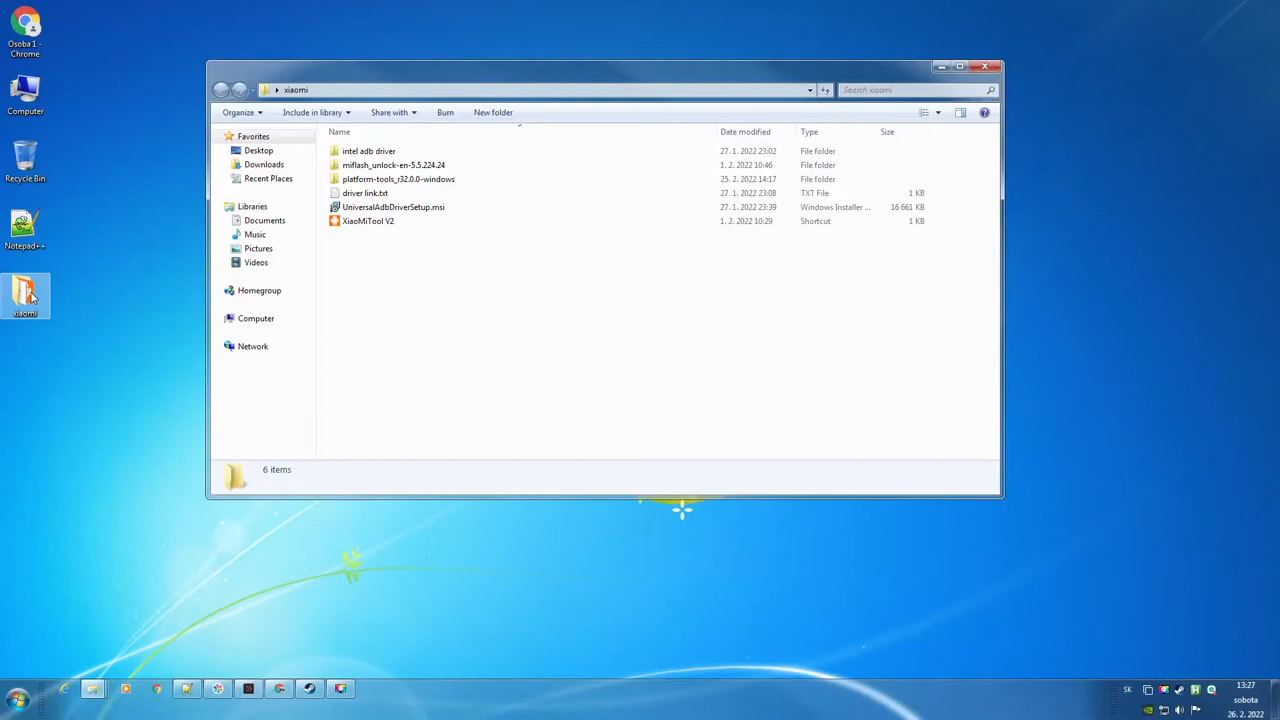 Osoba 1 -
Chrome
Computer
Recycle Bin
Notepad++
xiaomi
xiaomi
Search xiaomi
Organize
Include in library
Share with
Burn
New folder
Favorites
Desktop
Downloads
Recent Places
Libraries
Documents
Music
Pictures
Videos
Homegroup
Computer
Network
Name Date modified Type Size
intel adb driver 27. 1. 2022 23:02 File folder
miflash_unlock-en-5.5.224.24 1. 2. 2022 10:46 File folder
platform-tools_r32.0.0-windows 25. 2. 2022 14:17 File folder
driver link.txt 27. 1. 2022 23:08 TXT File 1 KB
UniversalAdbDriverSetup.msi 27. 1. 2022 23:39 Windows Installer ... 16 661 KB
XiaoMiTool V2 1. 2. 2022 10:29 Shortcut 1 KB
6 items
SK
13:27
sobota
26. 2. 2022